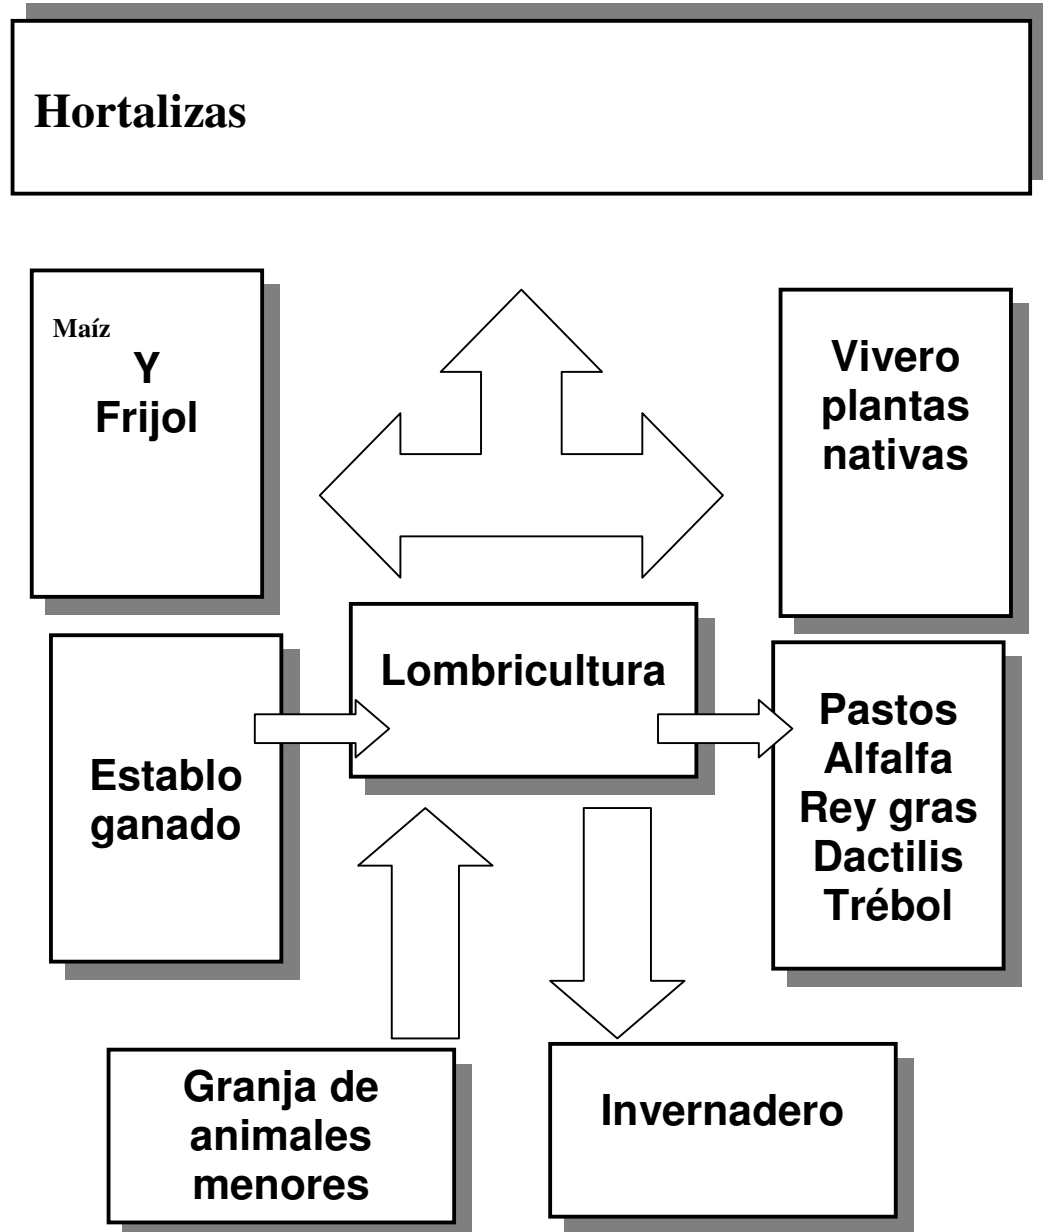 Hortalizas
Maíz
Y
Frijol
Vivero
plantas
nativas
Lombricultura
Establo
ganado
Pastos
Alfalfa
Rey gras
Dactilis
Trébol
Granja de
animales
menores
Invernadero